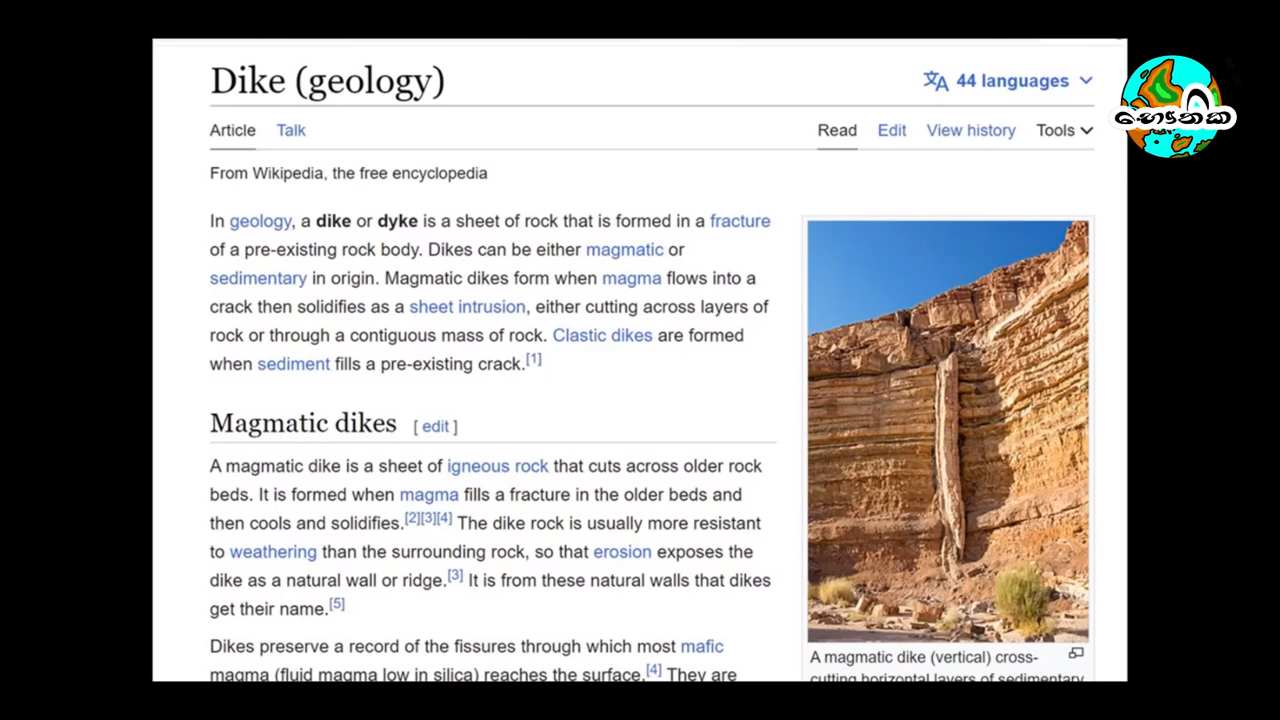 Dike (geology)
44 languages
Article Talk
Read Edit View history Tools
From Wikipedia, the free encyclopedia
In geology, a dike or dyke is a sheet of rock that is formed in a fracture
of a pre-existing rock body. Dikes can be either magmatic or
sedimentary in origin. Magmatic dikes form when magma flows into a
crack then solidifies as a sheet intrusion, either cutting across layers of
rock or through a contiguous mass of rock. Clastic dikes are formed
when sediment fills a pre-existing crack.[1]
Magmatic dikes [ edit ]
A magmatic dike is a sheet of igneous rock that cuts across older rock
beds. It is formed when magma fills a fracture in the older beds and
then cools and solidifies.[2][3][4] The dike rock is usually more resistant
to weathering than the surrounding rock, so that erosion exposes the
dike as a natural wall or ridge.[3] It is from these natural walls that dikes
get their name.[5]
Dikes preserve a record of the fissures through which most mafic
magma (fluid magma low in silica) reaches the surface.[4] They are
A magmatic dike (vertical) cross-
cutting horizontal layers of sedimentary
භෞතික